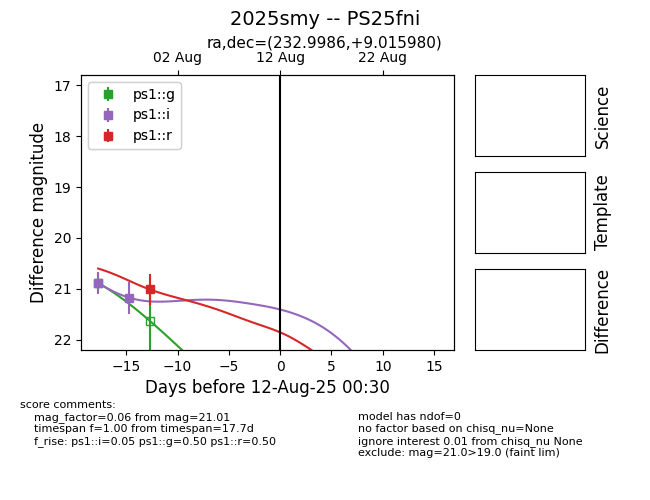 2025smy -- PS25fni
ra,dec=(232.9986,+9.015980)
02 Aug 12 Aug 22 Aug
ps1::g
ps1::i
ps1::r
17
18
19
20
21
22
Difference magnitude
−15 −10 −5 0 5 10 15
Days before 12-Aug-25 00:30
Science
Template
Difference
score comments:
mag_factor=0.06 from mag=21.01
timespan f=1.00 from timespan=17.7d
f_rise: ps1::i=0.05 ps1::g=0.50 ps1::r=0.50
model has ndof=0
no factor based on chisq_nu=None
ignore interest 0.01 from chisq_nu None
exclude: mag=21.0>19.0 (faint lim)